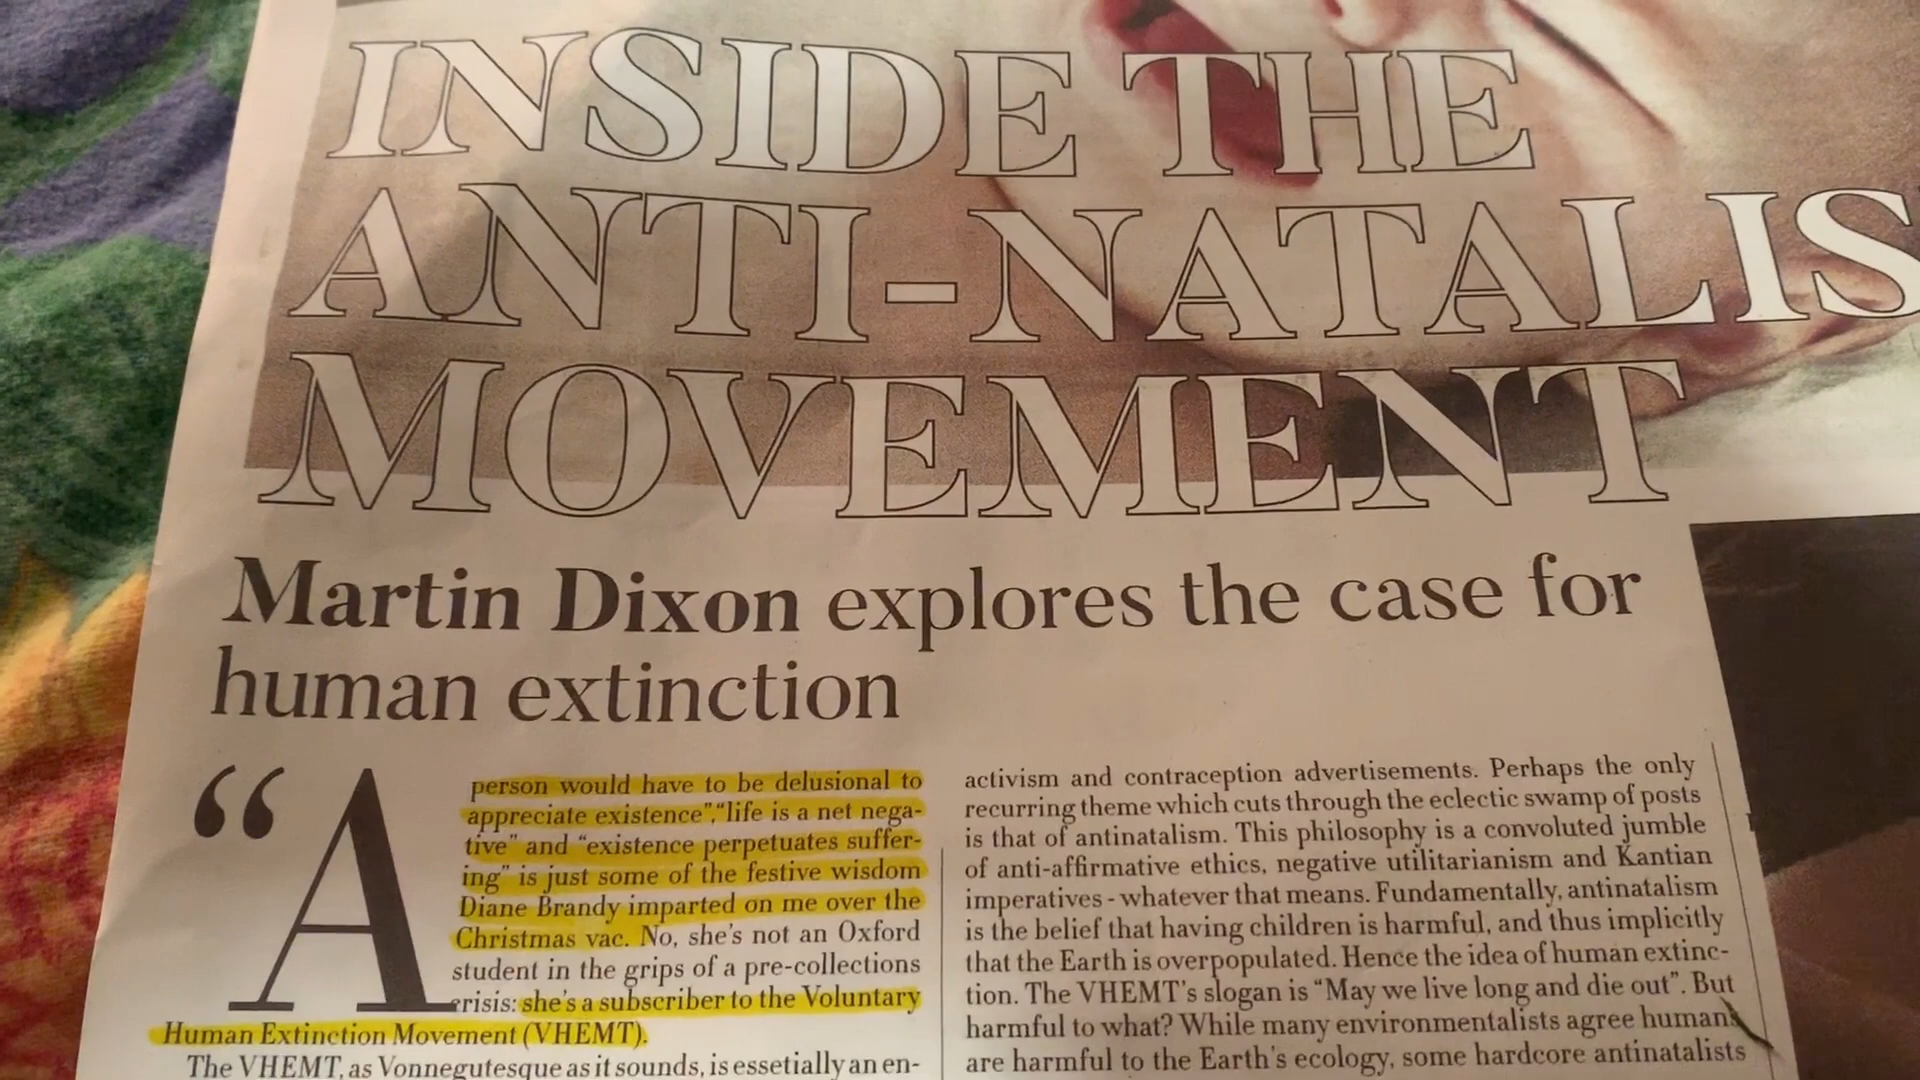 INSIDE THE
ANTI-NATALIS
MOVEMENT
Martin Dixon explores the case for
human extinction
“A person would have to be delusional to
appreciate existence”,“life is a net nega-
tive” and “existence perpetuates suffer-
ing” is just some of the festive wisdom
Diane Brandy imparted on me over the
Christmas vac. No, she’s not an Oxford
student in the grips of a pre-collections
crisis: she’s a subscriber to the Voluntary
Human Extinction Movement (VHEMT).
The VHEMT, as Vonnegutesque as it sounds, is essetially an en-
activism and contraception advertisements. Perhaps the only
recurring theme which cuts through the eclectic swamp of posts
is that of antinatalism. This philosophy is a convoluted jumble
of anti-affirmative ethics, negative utilitarianism and Kantian
imperatives - whatever that means. Fundamentally, antinatalism
is the belief that having children is harmful, and thus implicitly
that the Earth is overpopulated. Hence the idea of human extinc-
tion. The VHEMT’s slogan is “May we live long and die out”. But
harmful to what? While many environmentalists agree humans
are harmful to the Earth’s ecology, some hardcore antinatalists